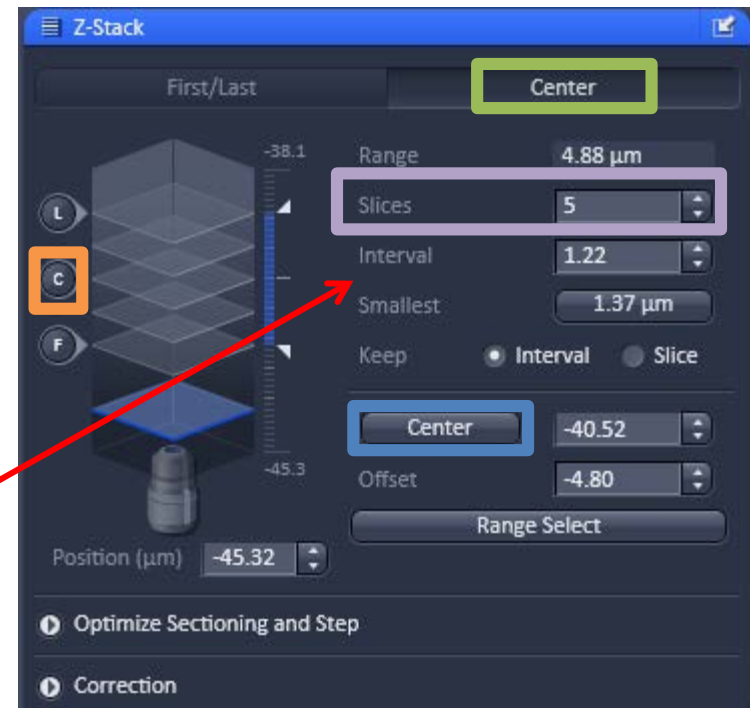 Z-Stack
First/Last Center
-38.1 Range 4.88 µm
L Slices 5
C Interval 1.22
Smallest 1.37 µm
F Keep Interval Slice
Center -40.52
-45.3 Offset -4.80
Range Select
Position (µm) -45.32
Optimize Sectioning and Step
Correction